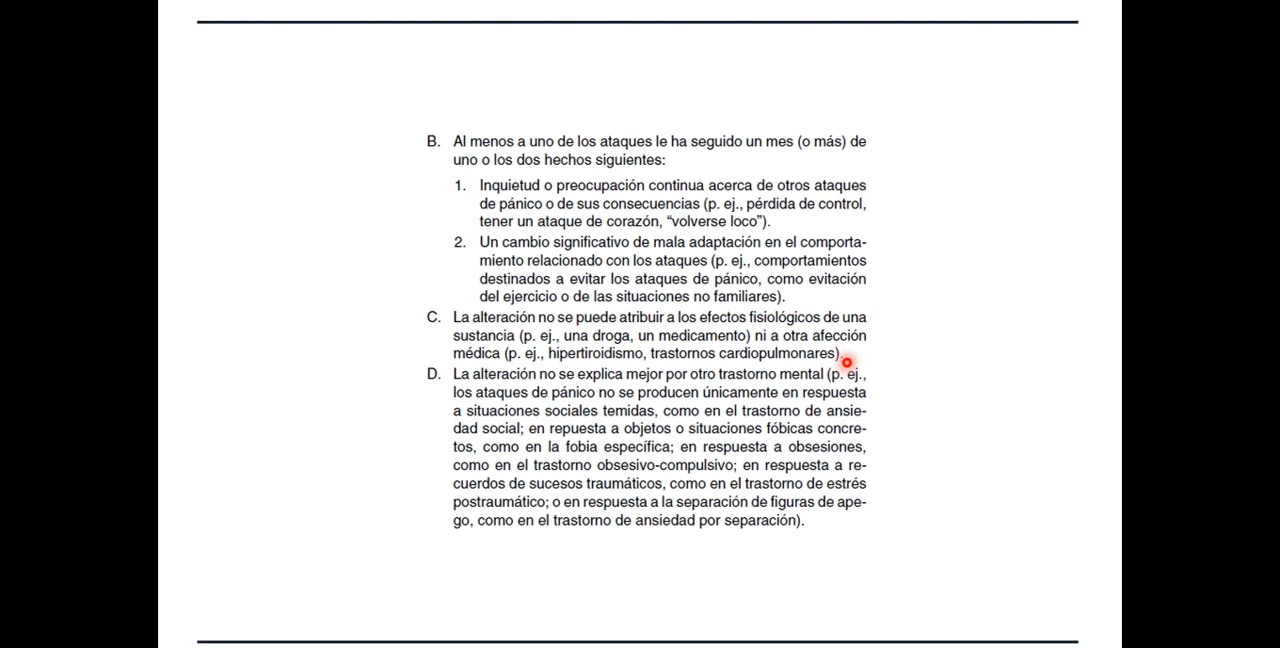 B. Al menos a uno de los ataques le ha seguido un mes (o más) de
uno o los dos hechos siguientes:
1. Inquietud o preocupación continua acerca de otros ataques
de pánico o de sus consecuencias (p. ej., pérdida de control,
tener un ataque de corazón, “volverse loco”).
2. Un cambio significativo de mala adaptación en el comporta-
miento relacionado con los ataques (p. ej., comportamientos
destinados a evitar los ataques de pánico, como evitación
del ejercicio o de las situaciones no familiares).
C. La alteración no se puede atribuir a los efectos fisiológicos de una
sustancia (p. ej., una droga, un medicamento) ni a otra afección
médica (p. ej., hipertiroidismo, trastornos cardiopulmonares).
D. La alteración no se explica mejor por otro trastorno mental (p. ej.,
los ataques de pánico no se producen únicamente en respuesta
a situaciones sociales temidas, como en el trastorno de ansie-
dad social; en repuesta a objetos o situaciones fóbicas concre-
tos, como en la fobia específica; en respuesta a obsesiones,
como en el trastorno obsesivo-compulsivo; en respuesta a re-
cuerdos de sucesos traumáticos, como en el trastorno de estrés
postraumático; o en respuesta a la separación de figuras de ape-
go, como en el trastorno de ansiedad por separación).